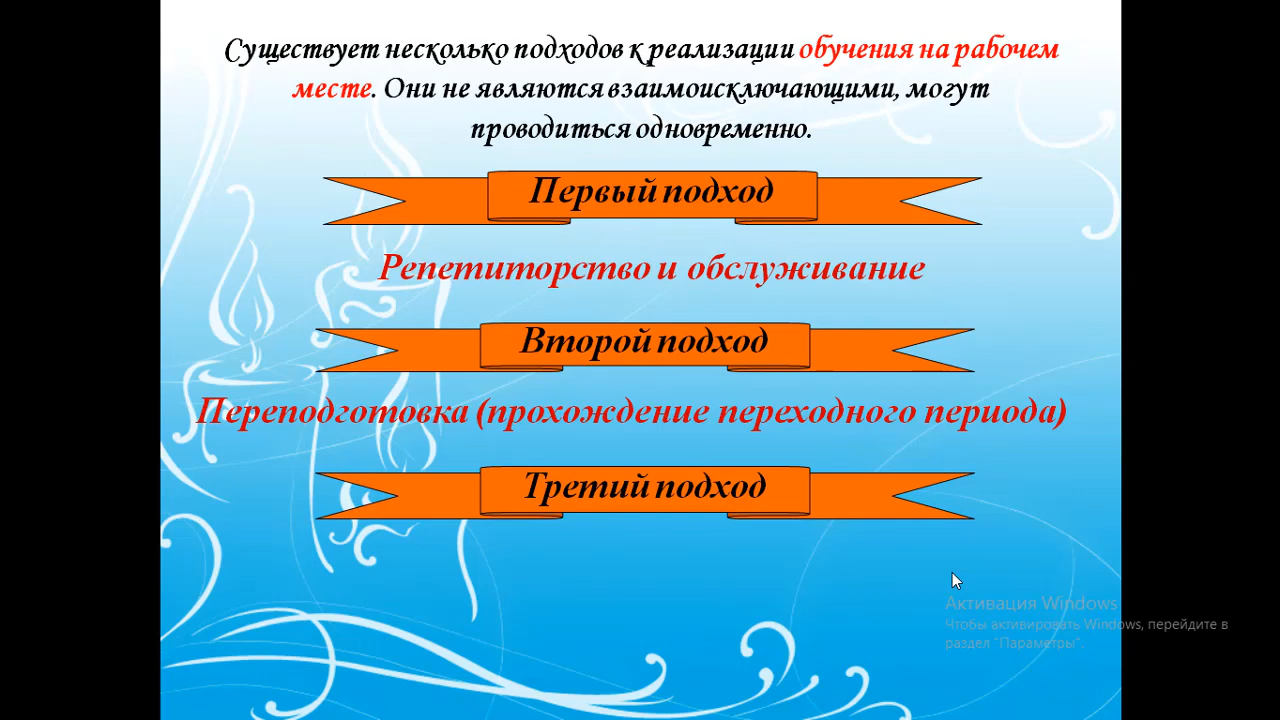 Существует несколько подходов к реализации обучения на рабочем
месте. Они не являются взаимоисключающими, могут
проводиться одновременно.
Первый подход
Репетиторство и обслуживание
Второй подход
Переподготовка (прохождение переходного периода)
Третий подход
Активация Windows
Чтобы активировать Windows, перейдите в
раздел "Параметры".